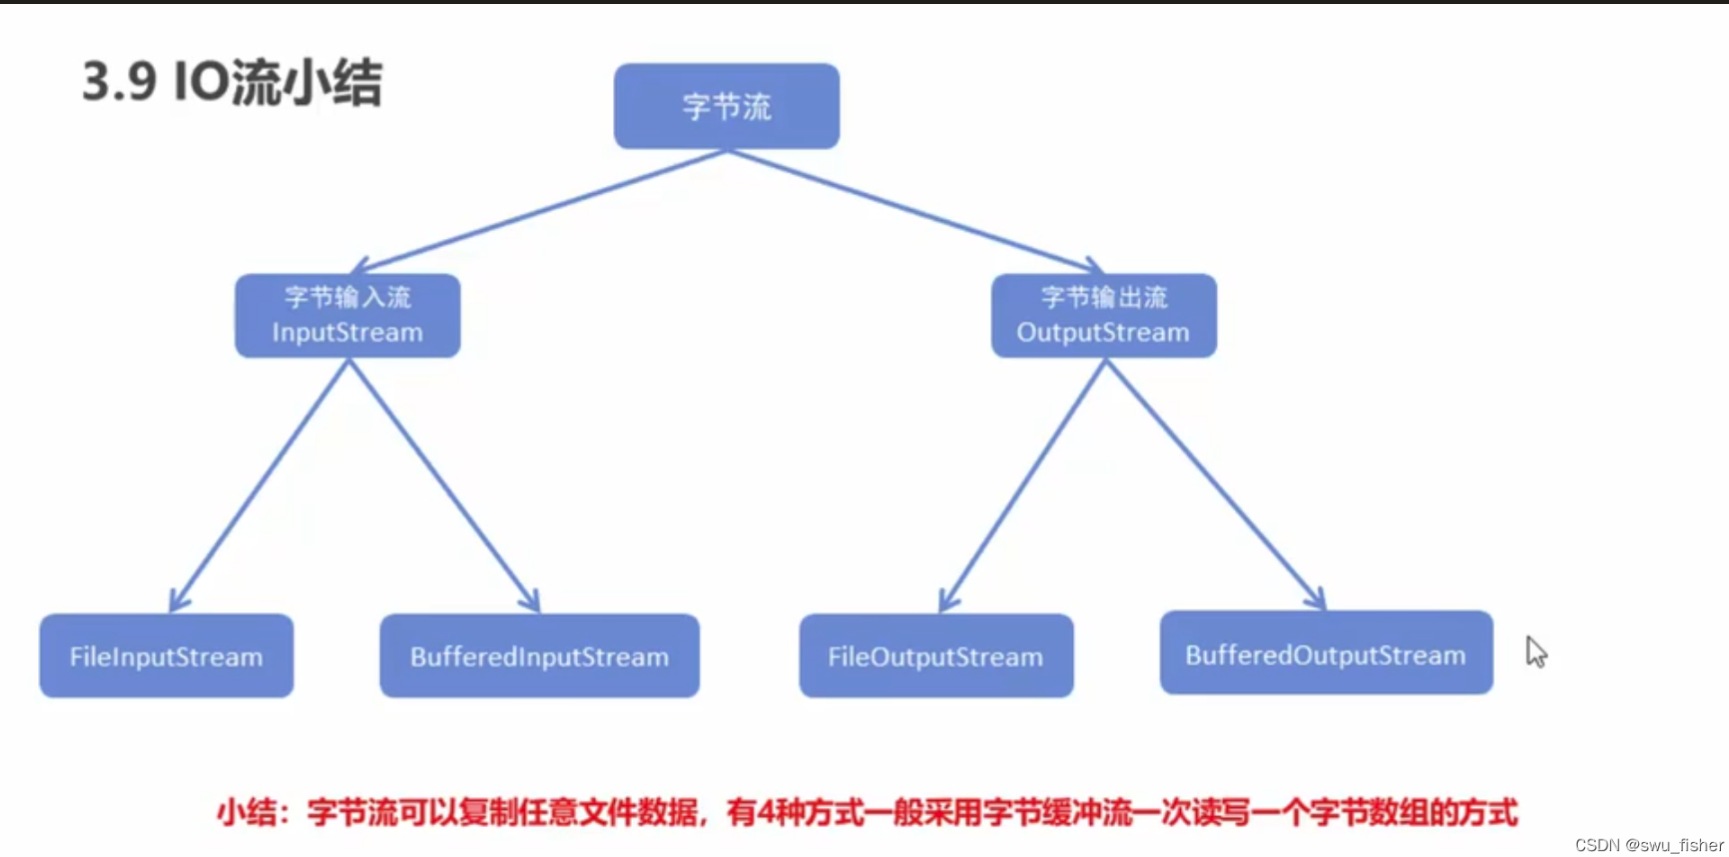 3.9 IO流小结
字节流
字节输入流
InputStream
字节输出流
OutputStream
FileInputStream
BufferedInputStream
FileOutputStream
BufferedOutputStream
小结：字节流可以复制任意文件数据，有4种方式一般采用字节缓冲流一次读写一个字节数组的方式
CSDN @swu_fisher